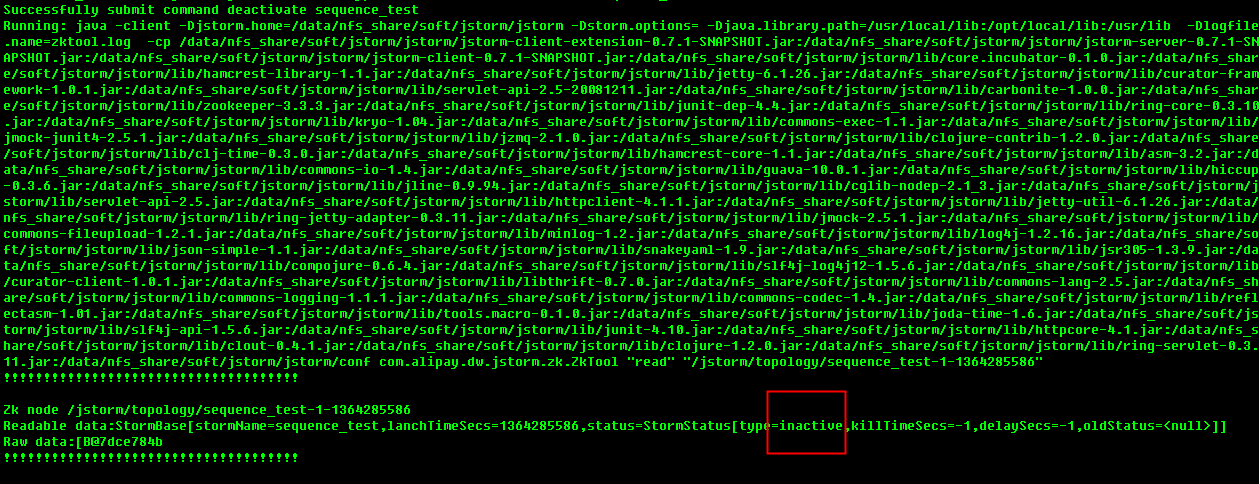 Successfully submit command deactivate sequence_test
Running: java -client -Djstorm.home=/data/nfs_share/soft/jstorm/jstorm -Dstorm.options= -Djava.library.path=/usr/local/lib:/opt/local/lib:/usr/lib  -Dlogfile
.name=zktool.log  -cp /data/nfs_share/soft/jstorm/jstorm/jstorm-client-extension-0.7.1-SNAPSHOT.jar:/data/nfs_share/soft/jstorm/jstorm/jstorm-server-0.7.1-SN
APSHOT.jar:/data/nfs_share/soft/jstorm/jstorm/jstorm-client-0.7.1-SNAPSHOT.jar:/data/nfs_share/soft/jstorm/jstorm/lib/core.incubator-0.1.0.jar:/data/nfs_shar
e/soft/jstorm/jstorm/lib/hamcrest-library-1.1.jar:/data/nfs_share/soft/jstorm/jstorm/lib/jetty-6.1.26.jar:/data/nfs_share/soft/jstorm/jstorm/lib/curator-fram
ework-1.0.1.jar:/data/nfs_share/soft/jstorm/jstorm/lib/servlet-api-2.5-20081211.jar:/data/nfs_share/soft/jstorm/jstorm/lib/carbonite-1.0.0.jar:/data/nfs_shar
e/soft/jstorm/jstorm/lib/zookeeper-3.3.3.jar:/data/nfs_share/soft/jstorm/jstorm/lib/junit-dep-4.4.jar:/data/nfs_share/soft/jstorm/jstorm/lib/ring-core-0.3.10
.jar:/data/nfs_share/soft/jstorm/jstorm/lib/kryo-1.04.jar:/data/nfs_share/soft/jstorm/jstorm/lib/commons-exec-1.1.jar:/data/nfs_share/soft/jstorm/jstorm/lib/
jmock-junit4-2.5.1.jar:/data/nfs_share/soft/jstorm/jstorm/lib/jzmq-2.1.0.jar:/data/nfs_share/soft/jstorm/jstorm/lib/clojure-contrib-1.2.0.jar:/data/nfs_share
/soft/jstorm/jstorm/lib/clj-time-0.3.0.jar:/data/nfs_share/soft/jstorm/jstorm/lib/hamcrest-core-1.1.jar:/data/nfs_share/soft/jstorm/jstorm/lib/asm-3.2.jar:/d
ata/nfs_share/soft/jstorm/jstorm/lib/commons-io-1.4.jar:/data/nfs_share/soft/jstorm/jstorm/lib/guava-10.0.1.jar:/data/nfs_share/soft/jstorm/jstorm/lib/hiccup
-0.3.6.jar:/data/nfs_share/soft/jstorm/jstorm/lib/jline-0.9.94.jar:/data/nfs_share/soft/jstorm/jstorm/lib/cglib-nodep-2.1_3.jar:/data/nfs_share/soft/jstorm/j
storm/lib/servlet-api-2.5.jar:/data/nfs_share/soft/jstorm/jstorm/lib/httpclient-4.1.1.jar:/data/nfs_share/soft/jstorm/jstorm/lib/jetty-util-6.1.26.jar:/data/
nfs_share/soft/jstorm/jstorm/lib/ring-jetty-adapter-0.3.11.jar:/data/nfs_share/soft/jstorm/jstorm/lib/jmock-2.5.1.jar:/data/nfs_share/soft/jstorm/jstorm/lib/
commons-fileupload-1.2.1.jar:/data/nfs_share/soft/jstorm/jstorm/lib/minlog-1.2.jar:/data/nfs_share/soft/jstorm/jstorm/lib/log4j-1.2.16.jar:/data/nfs_share/so
ft/jstorm/jstorm/lib/json-simple-1.1.jar:/data/nfs_share/soft/jstorm/jstorm/lib/snakeyaml-1.9.jar:/data/nfs_share/soft/jstorm/jstorm/lib/jsr305-1.3.9.jar:/da
ta/nfs_share/soft/jstorm/jstorm/lib/compojure-0.6.4.jar:/data/nfs_share/soft/jstorm/jstorm/lib/slf4j-log4j12-1.5.6.jar:/data/nfs_share/soft/jstorm/jstorm/lib
/curator-client-1.0.1.jar:/data/nfs_share/soft/jstorm/jstorm/lib/libthrift-0.7.0.jar:/data/nfs_share/soft/jstorm/jstorm/lib/commons-lang-2.5.jar:/data/nfs_sh
are/soft/jstorm/jstorm/lib/commons-logging-1.1.1.jar:/data/nfs_share/soft/jstorm/jstorm/lib/commons-codec-1.4.jar:/data/nfs_share/soft/jstorm/jstorm/lib/refl
ectasm-1.01.jar:/data/nfs_share/soft/jstorm/jstorm/lib/tools.macro-0.1.0.jar:/data/nfs_share/soft/jstorm/jstorm/lib/joda-time-1.6.jar:/data/nfs_share/soft/js
torm/jstorm/lib/slf4j-api-1.5.6.jar:/data/nfs_share/soft/jstorm/jstorm/lib/junit-4.10.jar:/data/nfs_share/soft/jstorm/jstorm/lib/httpcore-4.1.jar:/data/nfs_s
hare/soft/jstorm/jstorm/lib/clout-0.4.1.jar:/data/nfs_share/soft/jstorm/jstorm/lib/clojure-1.2.0.jar:/data/nfs_share/soft/jstorm/jstorm/lib/ring-servlet-0.3.
11.jar:/data/nfs_share/soft/jstorm/jstorm/conf com.alipay.dw.jstorm.zk.ZkTool "read" "/jstorm/topology/sequence_test-1-1364285586"
!!!!!!!!!!!!!!!!!!!!!!!!!!!!!!!!!!!!!
Zk node /jstorm/topology/sequence_test-1-1364285586
Readable data:StormBase[stormName=sequence_test,lanchTimeSecs=1364285586,status=StormStatus[type=inactive,killTimeSecs=-1,delaySecs=-1,oldStatus=<null>]]
Raw data:[B@7dce784b
!!!!!!!!!!!!!!!!!!!!!!!!!!!!!!!!!!!!!